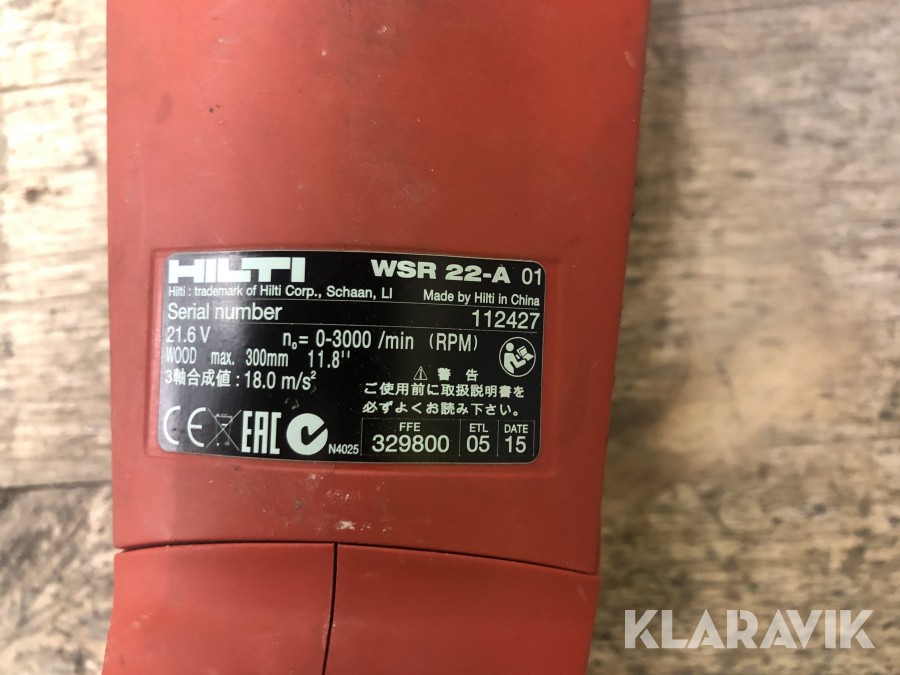 HILTI WSR 22-A 01
Hilti : trademark of Hilti Corp., Schaan, LI Made by Hilti in China
Serial number 112427
21.6 V n₀= 0-3000 /min (RPM)
WOOD max. 300mm 11.8''
3軸合成値 : 18.0 m/s²
⚠ 警 告
ご使用前に取扱説明書を
必ずよくお読み下さい。
CE EAC N4025
FFE ETL DATE
329800 05 15
KLARAVIK